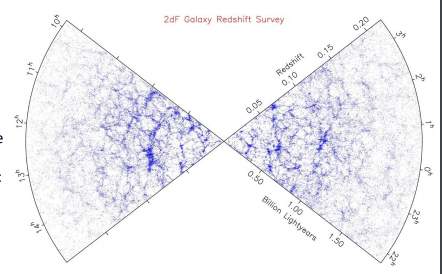 2dF Galaxy Redshift Survey
10h
11h
12h
13h
14h
Redshift
0.05
0.10
0.15
0.20
3h
2h
1h
0h
23h
22h
0.50
1.00
1.50
Billion Lightyears